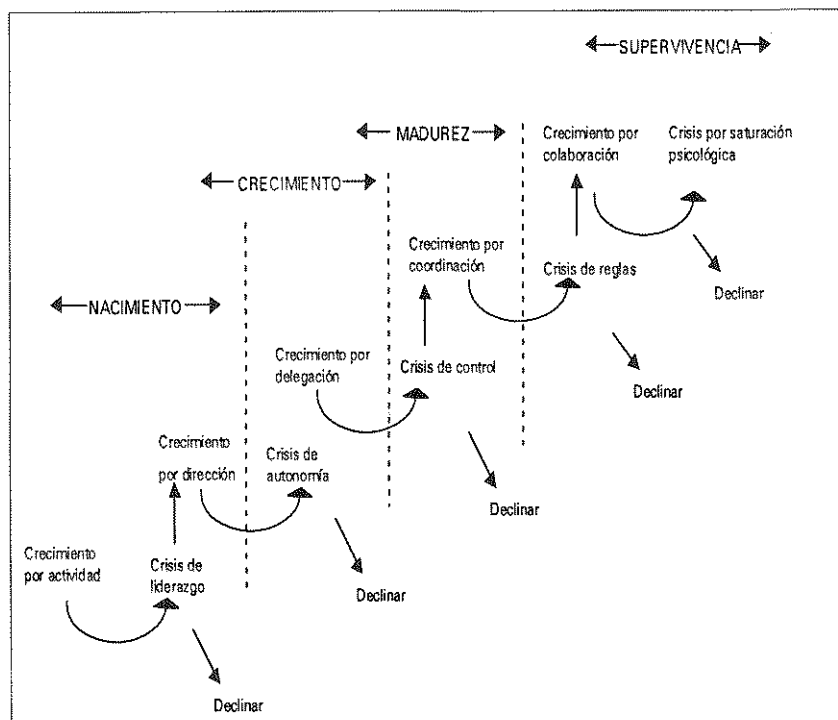 SUPERVIVENCIA
MADUREZ
Crecimiento por
colaboración
Crisis por saturación
psicológica
CRECIMIENTO
Crecimiento por
coordinación
Crisis de reglas
Declinar
NACIMIENTO
Crecimiento por
delegación
Crisis de control
Declinar
Crecimiento
por dirección
Crisis de
autonomía
Declinar
Crecimiento
por actividad
Crisis de
liderazgo
Declinar
Declinar